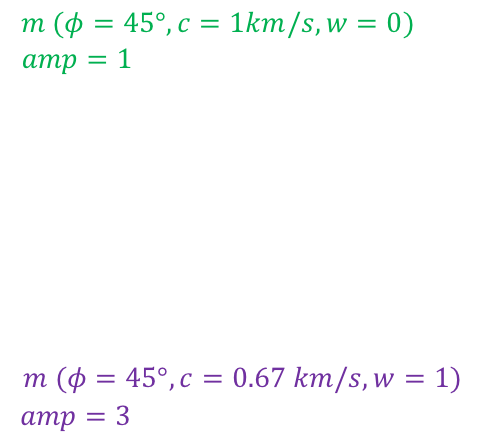 m (ϕ = 45°, c = 1km/s, w = 0)
amp = 1
m (ϕ = 45°, c = 0.67 km/s, w = 1)
amp = 3